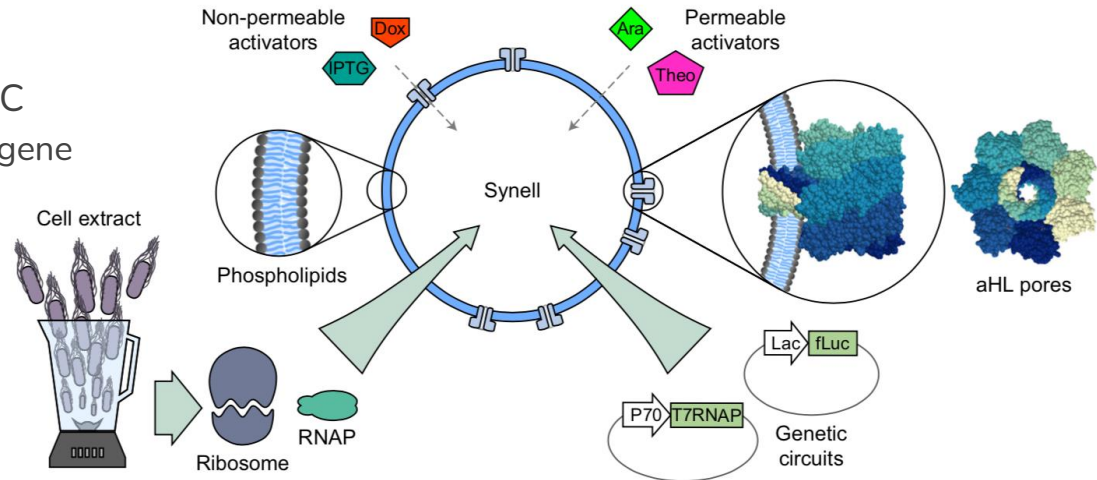 Non-permeable
activators
Dox
IPTG
Ara
Theo
Permeable
activators
C
gene
Cell extract
Synell
Phospholipids
aHL pores
Lac
fLuc
P70
T7RNAP
Genetic
circuits
RNAP
Ribosome